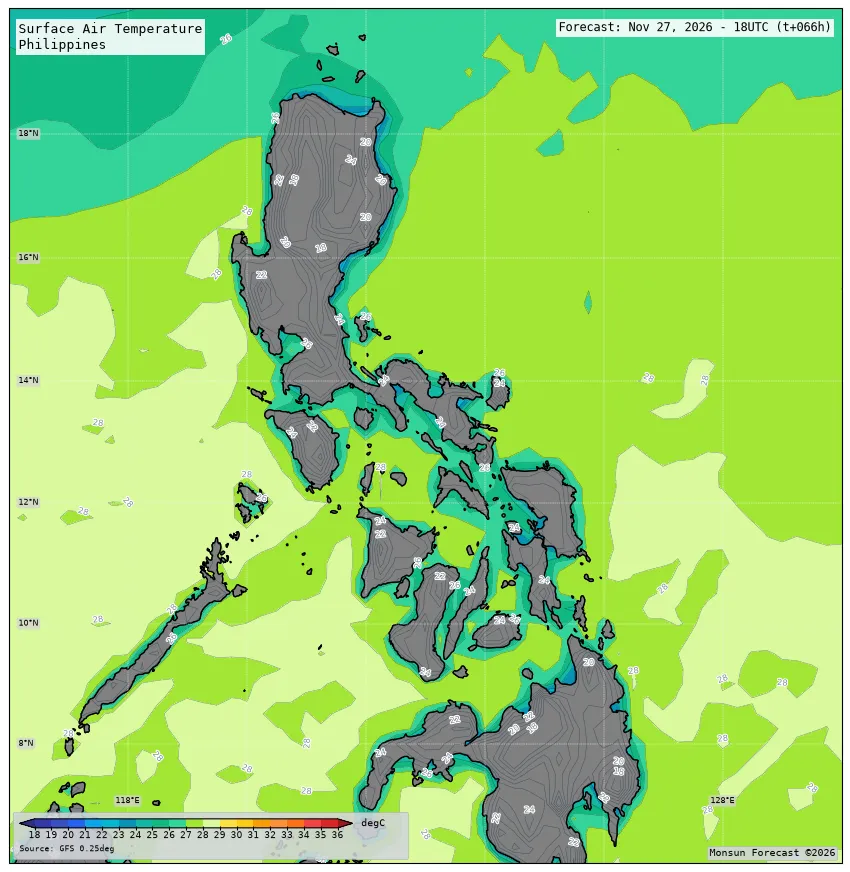 Surface Air Temperature
Philippines
Forecast: Nov 27, 2026 - 18UTC (t+066h)
18°N
16°N
14°N
12°N
10°N
8°N
118°E
128°E
18 19 20 21 22 23 24 25 26 27 28 29 30 31 32 33 34 35 36
degC
Source: GFS 0.25deg
Monsun Forecast ©2026